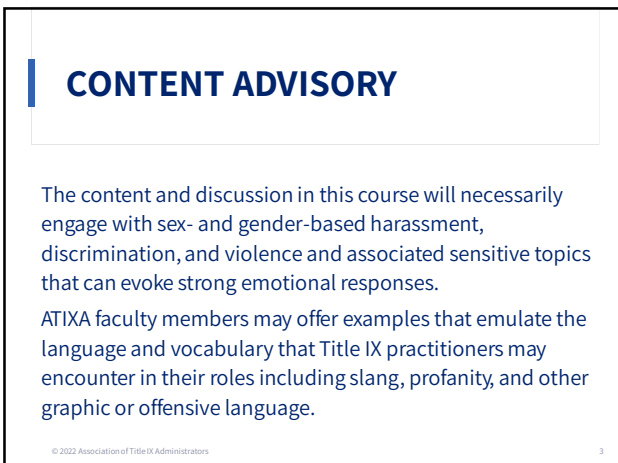 CONTENT ADVISORY
The content and discussion in this course will necessarily
engage with sex- and gender-based harassment,
discrimination, and violence and associated sensitive topics
that can evoke strong emotional responses.
ATIXA faculty members may offer examples that emulate the
language and vocabulary that Title IX practitioners may
encounter in their roles including slang, profanity, and other
graphic or offensive language.
© 2022 Association of Title IX Administrators
3